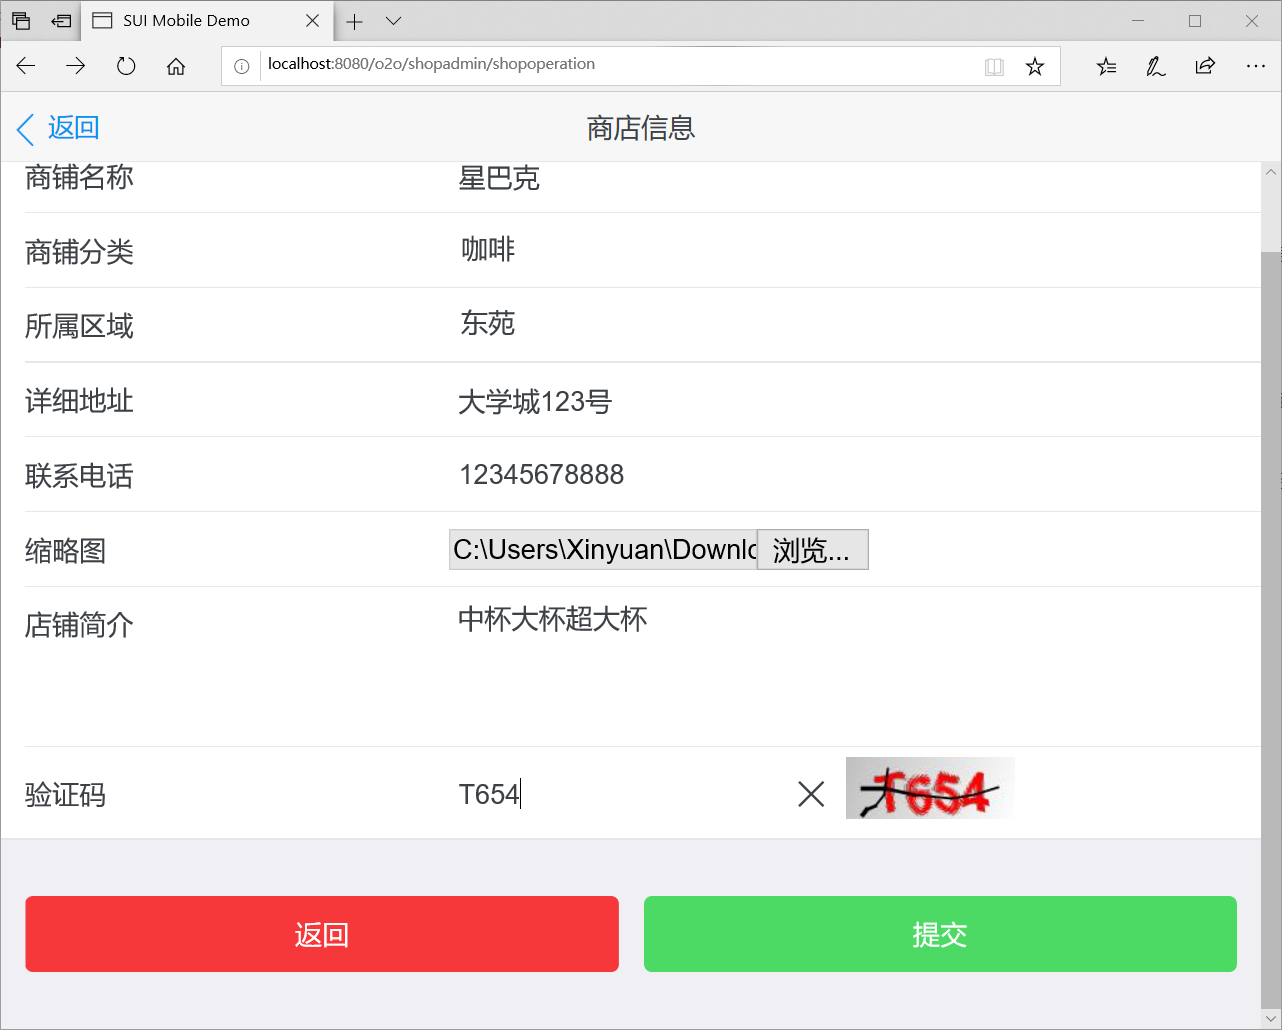 SUI Mobile Demo
localhost:8080/o2o/shopadmin/shopoperation
返回
商店信息
商铺名称 星巴克
商铺分类 咖啡
所属区域 东苑
详细地址 大学城123号
联系电话 12345678888
缩略图 C:\Users\Xinyuan\Downlo 浏览...
店铺简介 中杯大杯超大杯
验证码 T654 T654
返回 提交